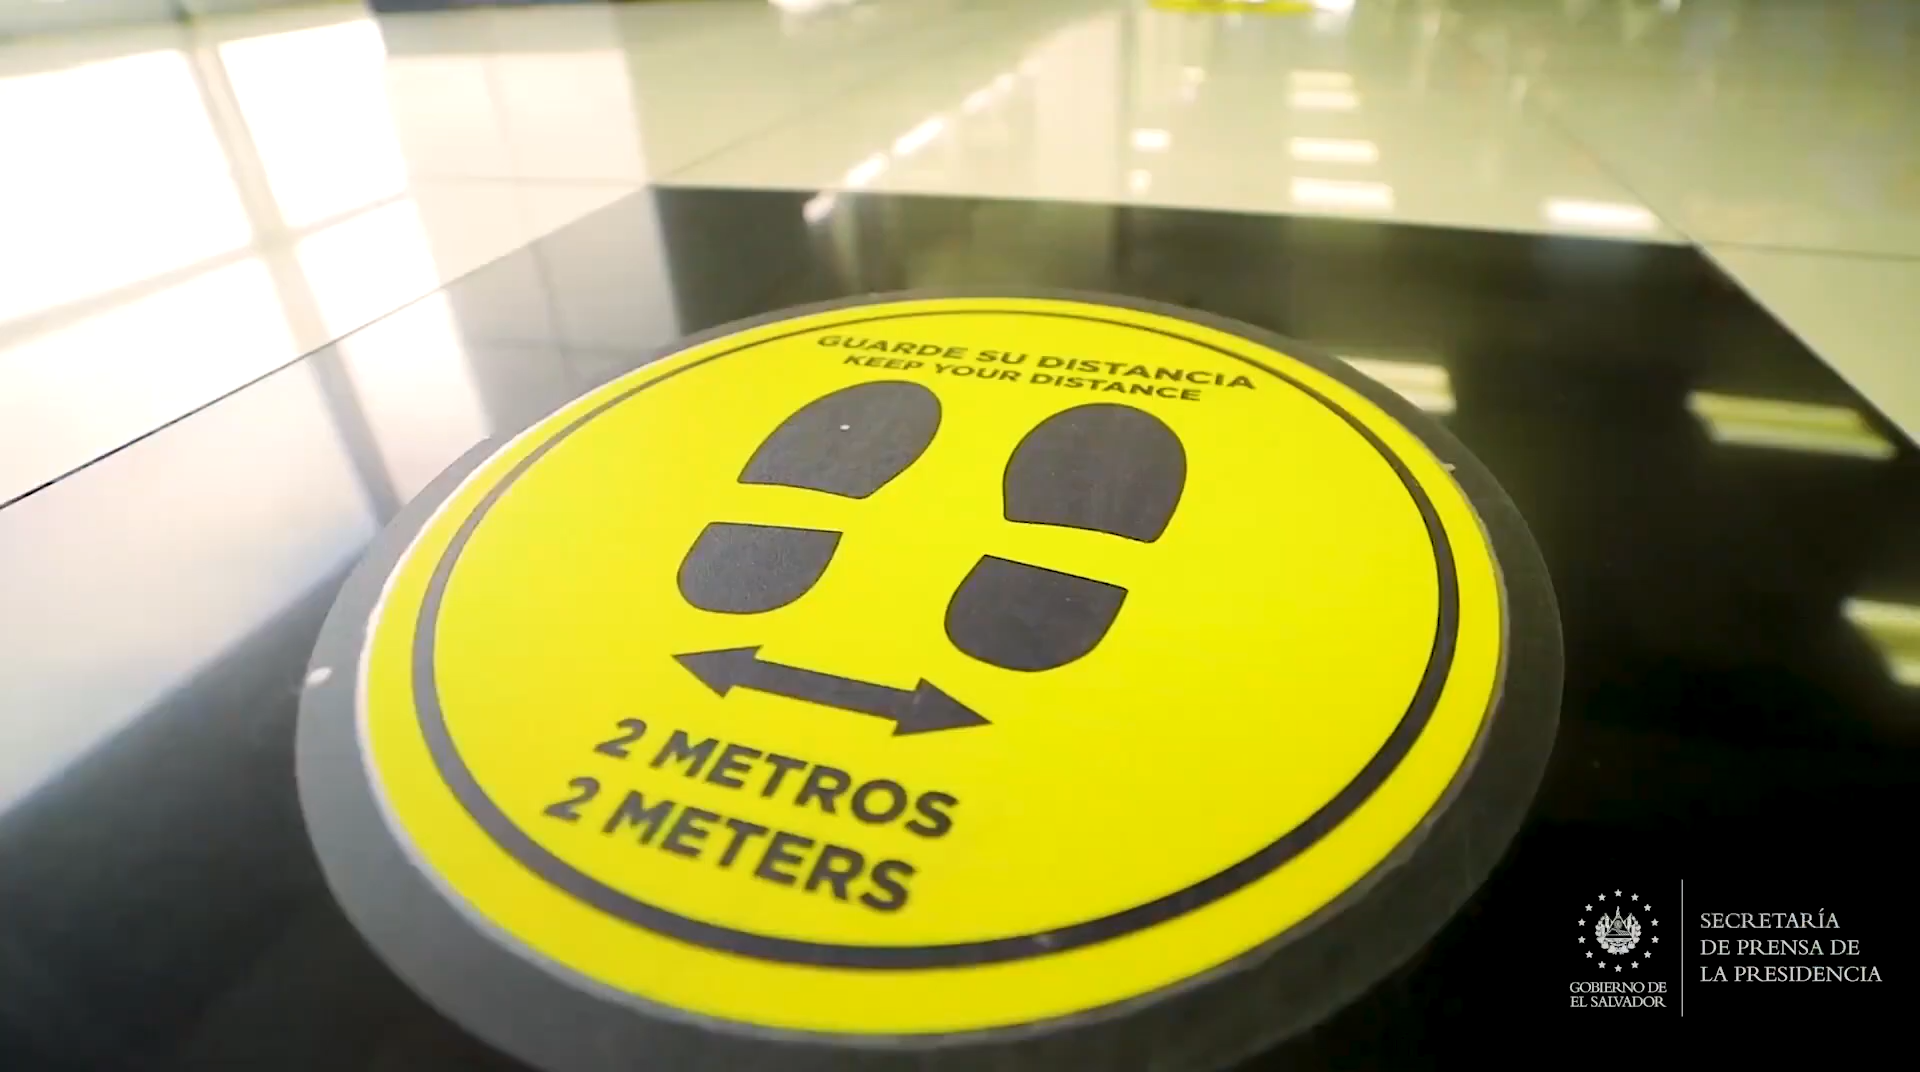 GUARDE SU DISTANCIA
KEEP YOUR DISTANCE
2 METROS
2 METERS
GOBIERNO DE
EL SALVADOR
SECRETARÍA
DE PRENSA DE
LA PRESIDENCIA